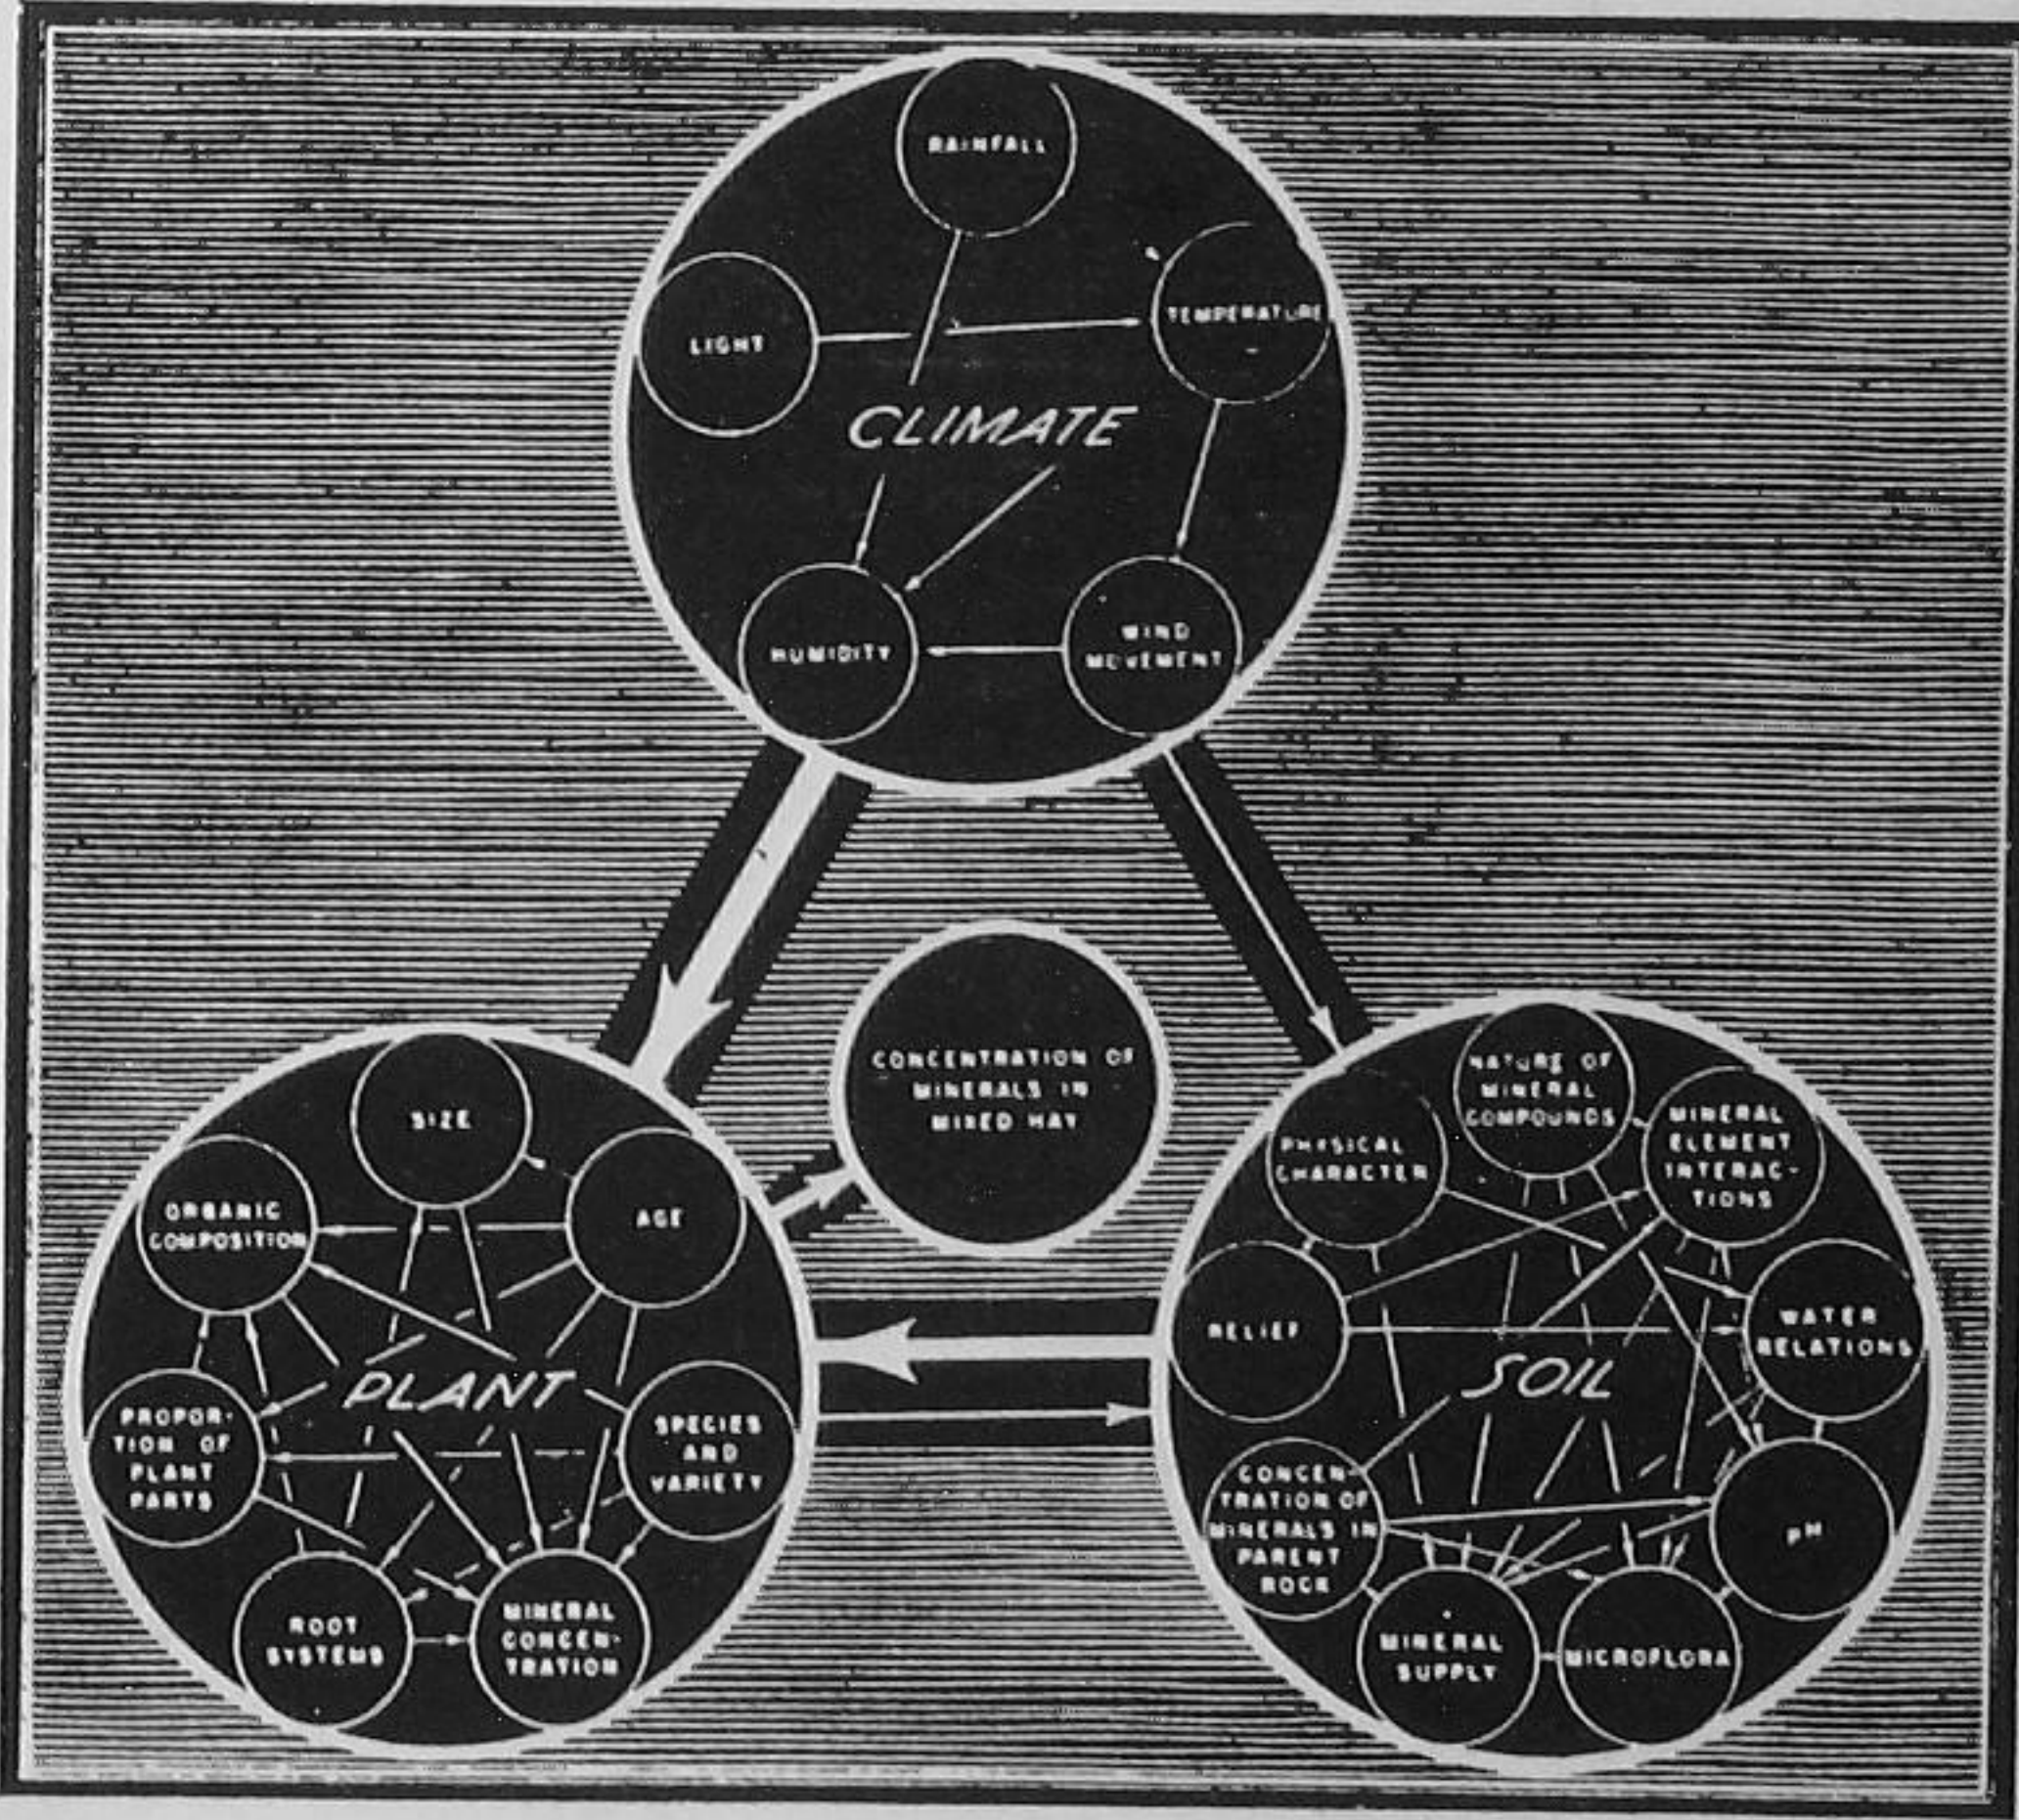 RAINFALL
TEMPERATURE
LIGHT
CLIMATE
HUMIDITY
WIND
MOVEMENT
CONCENTRATION OF
MINERALS IN
MIXED HAY
SIZE
AGE
ORGANIC
COMPOSITION
PLANT
PROPOR-
TION OF
PLANT
PARTS
SPECIES
AND
VARIETY
ROOT
SYSTEMS
MINERAL
CONCEN-
TRATION
NATURE OF
MINERAL
COMPOUNDS
PHYSICAL
CHARACTER
MINERAL
ELEMENT
INTERAC-
TIONS
RELIEF
WATER
RELATIONS
SOIL
CONCEN-
TRATION OF
MINERALS IN
PARENT
ROCK
PH
MINERAL
SUPPLY
MICROFLORA